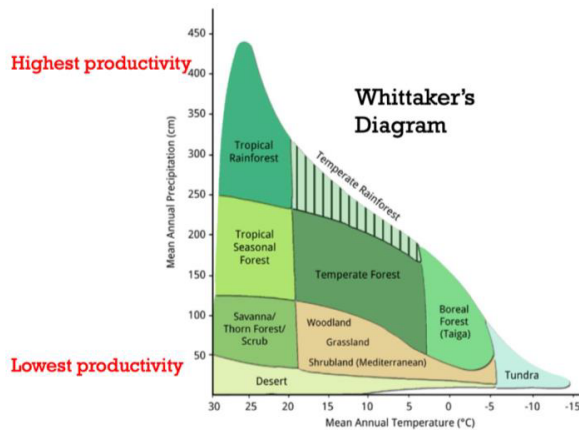 Highest productivity
Lowest productivity
Whittaker's
Diagram
Mean Annual Precipitation (cm)
450
400
350
300
250
200
150
100
50
Tropical
Rainforest
Temperate Rainforest
Tropical
Seasonal
Forest
Temperate Forest
Boreal
Forest
(Taiga)
Savanna/
Thorn Forest/
Scrub
Woodland
Grassland
Shrubland (Mediterranean)
Desert
Tundra
30 25 20 10 5 0 -5 -10 -15
Mean Annual Temperature (°C)